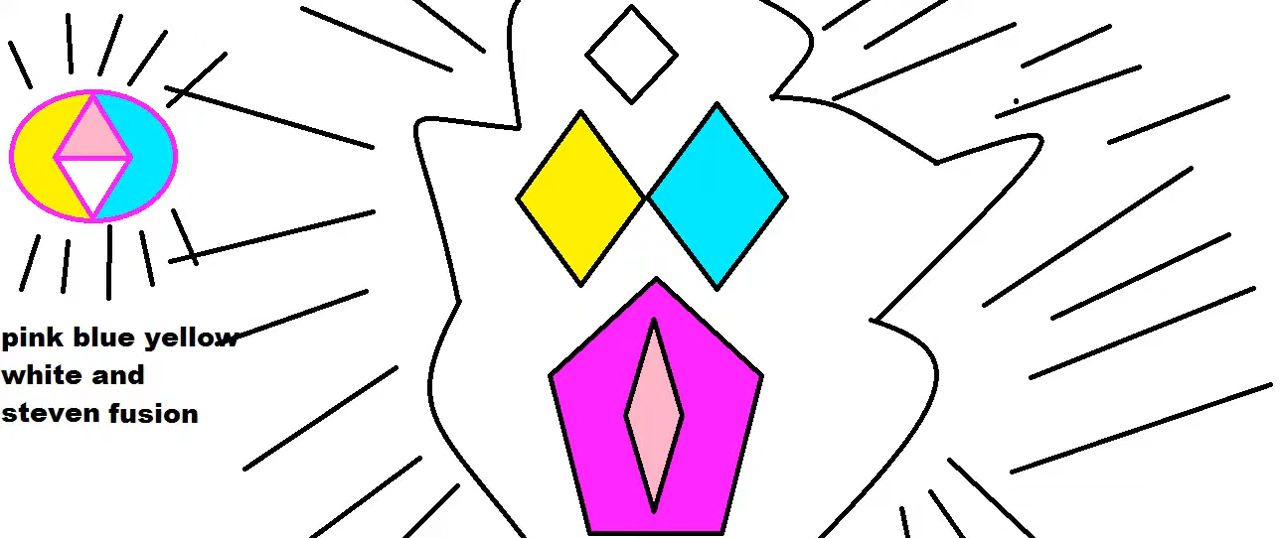 pink blue yellow
white and
steven fusion